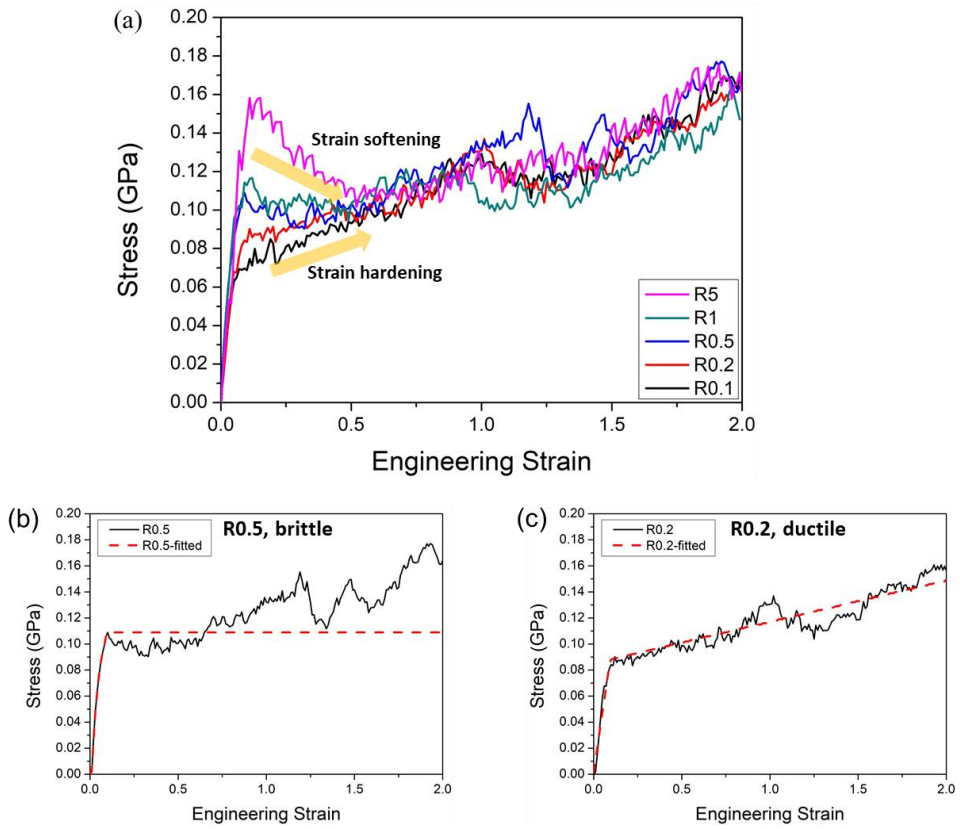 (a)
0.20
0.18
0.16
0.14
0.12
0.10
0.08
0.06
0.04
0.02
0.00
Stress (GPa)
Strain softening
Strain hardening
R5
R1
R0.5
R0.2
R0.1
0.0 0.5 1.0 1.5 2.0
Engineering Strain
(b)
R0.5, brittle
R0.5
R0.5-fitted
0.20
0.18
0.16
0.14
0.12
0.10
0.08
0.06
0.04
0.02
0.00
Stress (GPa)
0.0 0.5 1.0 1.5 2.0
Engineering Strain
(c)
R0.2, ductile
R0.2
R0.2-fitted
0.20
0.18
0.16
0.14
0.12
0.10
0.08
0.06
0.04
0.02
0.00
Stress (GPa)
0.0 0.5 1.0 1.5 2.0
Engineering Strain